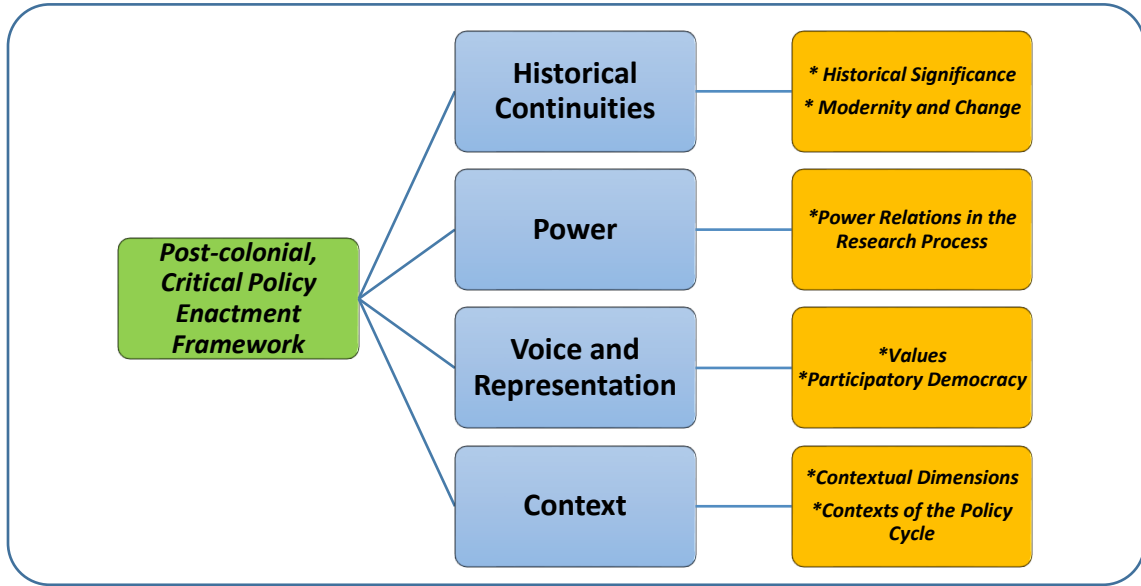 Post-colonial,
Critical Policy
Enactment
Framework
Historical
Continuities
* Historical Significance
* Modernity and Change
Power
*Power Relations in the
Research Process
Voice and
Representation
*Values
*Participatory Democracy
Context
*Contextual Dimensions
*Contexts of the Policy
Cycle